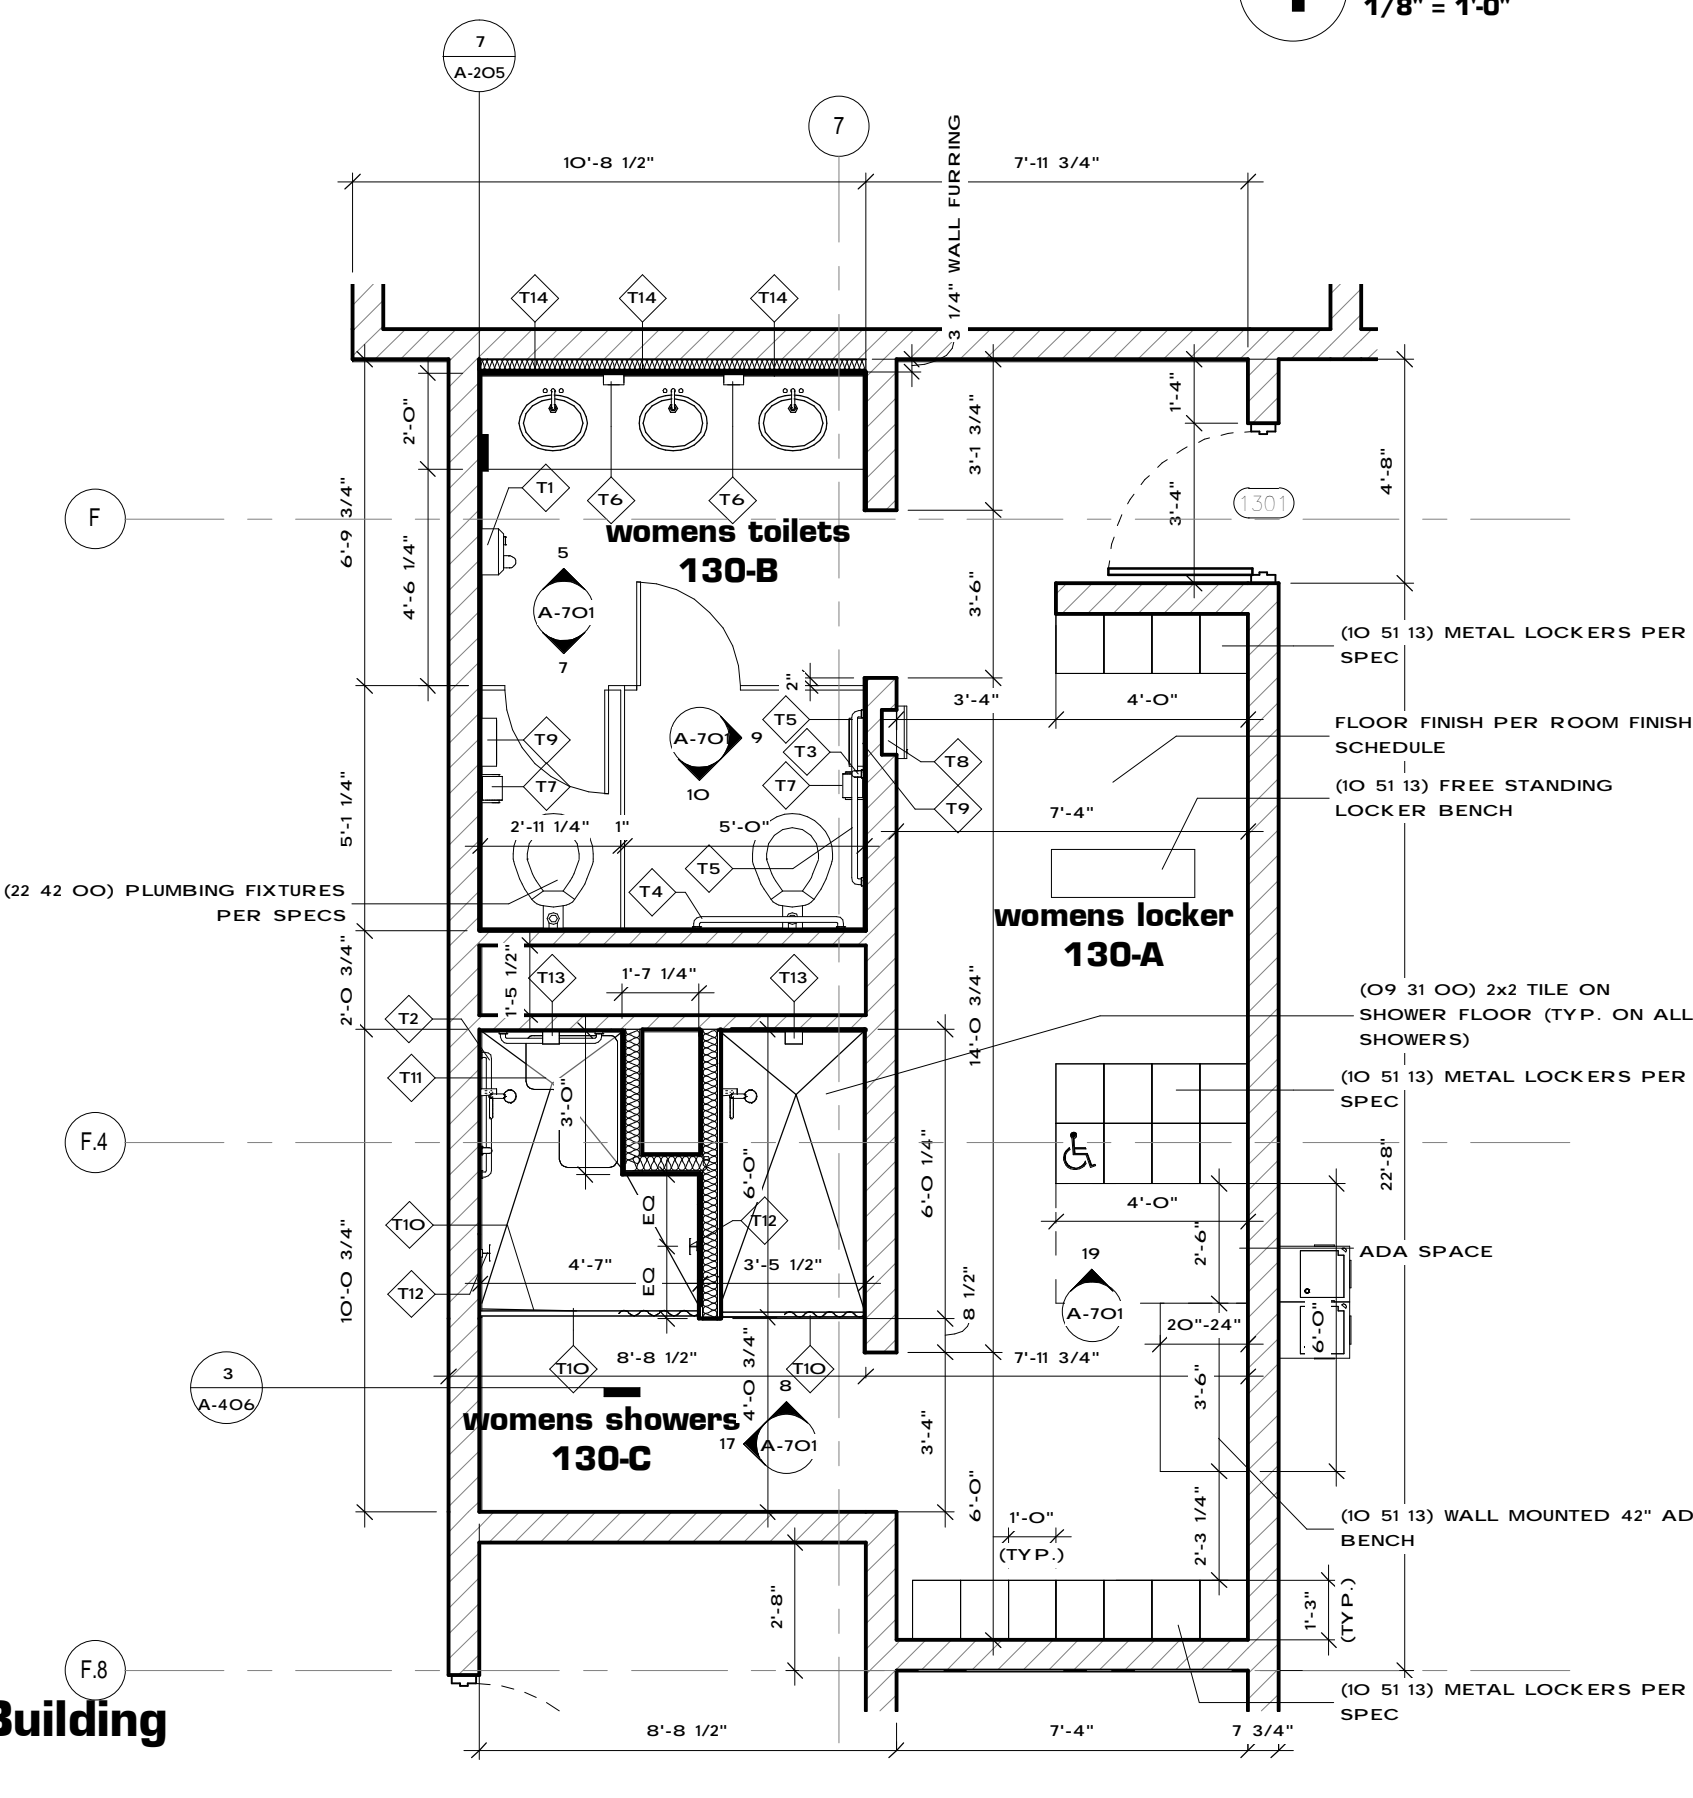 1/8" = 1'-0"
7
A-205
7
10'-8 1/2"
7'-11 3/4"
3 1/4" WALL FURRING
T14
T14
T14
2'-0"
3'-1 3/4"
1'-4"
6'-9 3/4"
4'-6 1/4"
T1
T6
T6
3'-4"
1301
4'-8"
F
womens toilets
130-B
5
A-701
7
3'-6"
(10 51 13) METAL LOCKERS PER
SPEC
2"
3'-4"
4'-0"
T5
T9
A-701
9
10
T3
T8
FLOOR FINISH PER ROOM FINISH
SCHEDULE
T7
T7
T9
(10 51 13) FREE STANDING
LOCKER BENCH
5'-1 1/4"
2'-11 1/4"
1"
5'-0"
7'-4"
T5
T4
(22 42 00) PLUMBING FIXTURES
PER SPECS
womens locker
130-A
2'-0 3/4"
1'-5 1/2"
T13
1'-7 1/4"
T13
14'-0 3/4"
(09 31 00) 2x2 TILE ON
SHOWER FLOOR (TYP. ON ALL
SHOWERS)
T2
T11
3'-0"
(10 51 13) METAL LOCKERS PER
SPEC
F.4
6'-0"
6'-0 1/4"
22'-8"
4'-0"
T10
EQ
T12
2'-6"
ADA SPACE
10'-0 3/4"
4'-7"
3'-5 1/2"
19
A-701
T12
EQ
8 1/2"
20"-24"
6'-0"
8'-8 1/2"
7'-11 3/4"
T10
T10
3
A-406
4'-0 3/4"
8
17
A-701
3'-6"
womens showers
130-C
3'-4"
6'-0"
1'-0"
(TYP.)
2'-3 1/4"
(10 51 13) WALL MOUNTED 42" AD
BENCH
2'-8"
1'-3"
(TYP.)
F.8
(10 51 13) METAL LOCKERS PER
SPEC
Building
8'-8 1/2"
7'-4"
7 3/4"